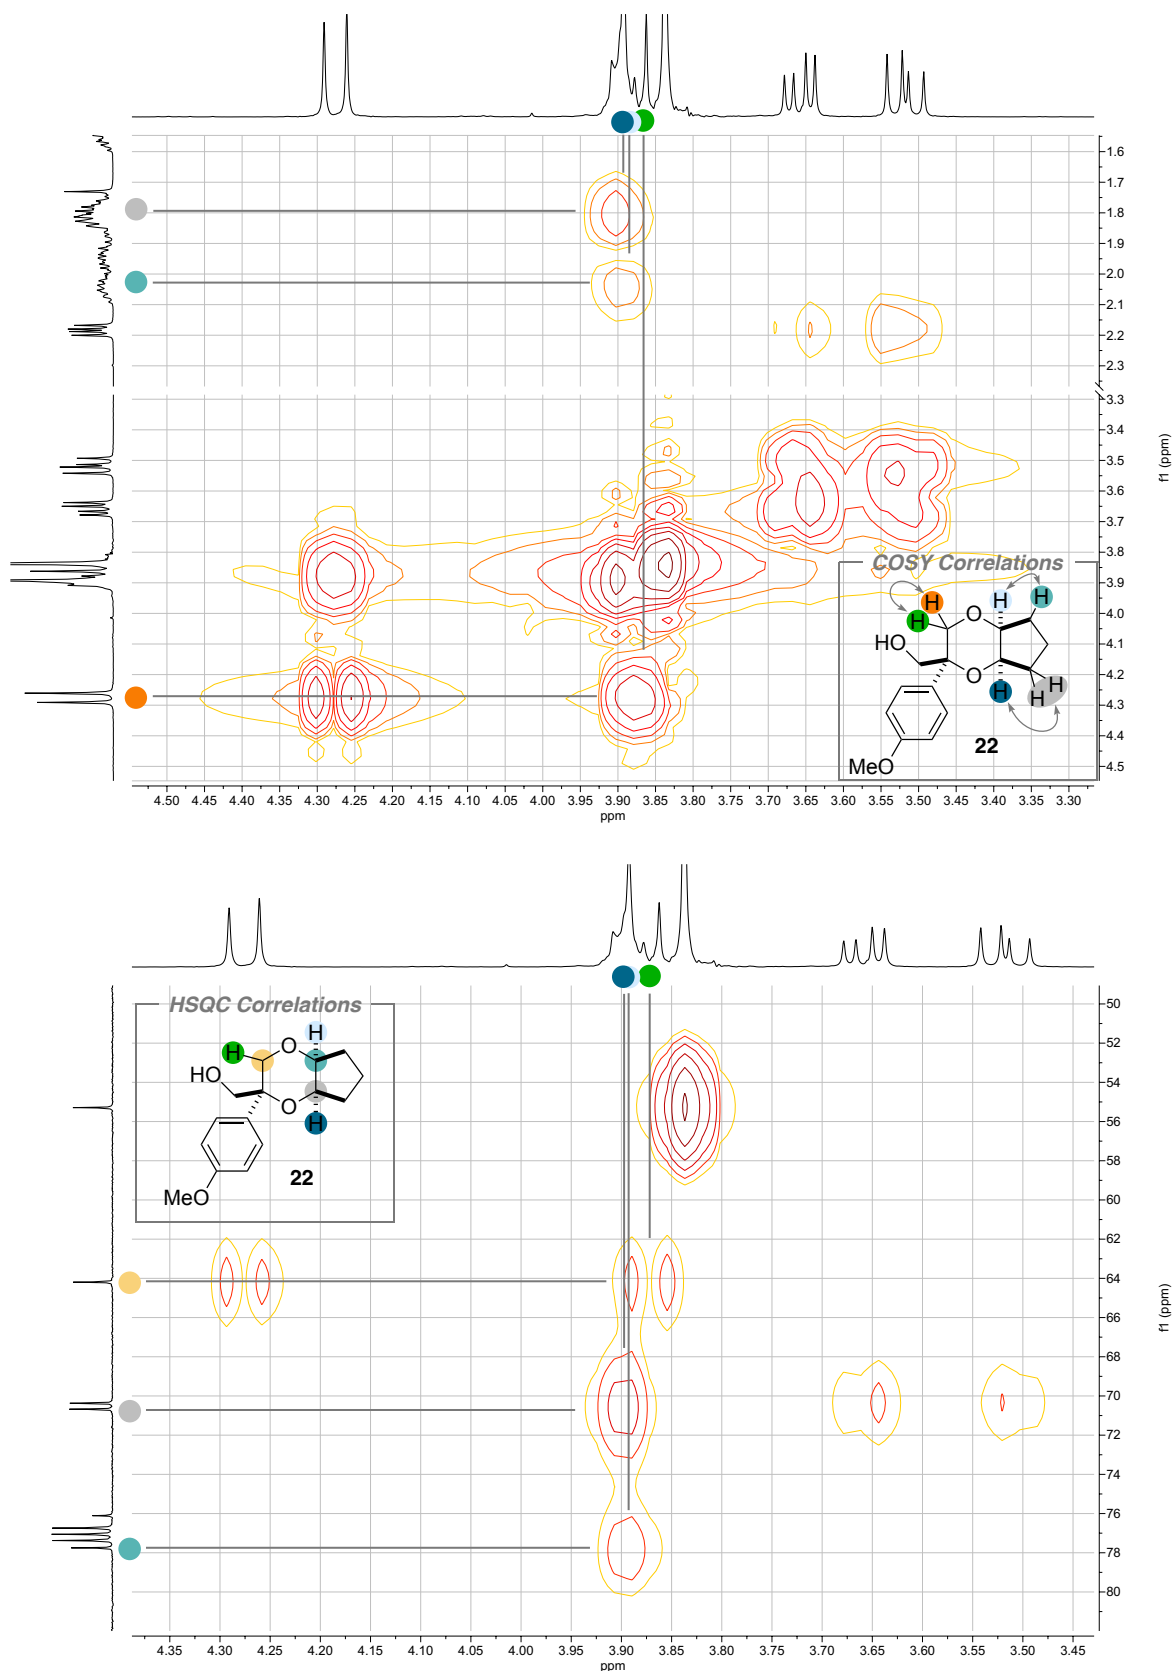 1.6
1.7
1.8
1.9
2.0
2.1
2.2
2.3
3.3
3.4
3.5
3.6
3.7
3.8
3.9
4.0
4.1
4.2
4.3
4.4
4.5
f1 (ppm)
COSY Correlations
H H H
H O
HO
O H
H H
22
MeO
4.50 4.45 4.40 4.35 4.30 4.25 4.20 4.15 4.10 4.05 4.00 3.95 3.90 3.85 3.80 3.75 3.70 3.65 3.60 3.55 3.50 3.45 3.40 3.35 3.30
ppm
HSQC Correlations
H
H O
HO
O H
22
MeO
50
52
54
56
58
60
62
64
66
68
70
72
74
76
78
80
f1 (ppm)
4.35 4.30 4.25 4.20 4.15 4.10 4.05 4.00 3.95 3.90 3.85 3.80 3.75 3.70 3.65 3.60 3.55 3.50 3.45
ppm